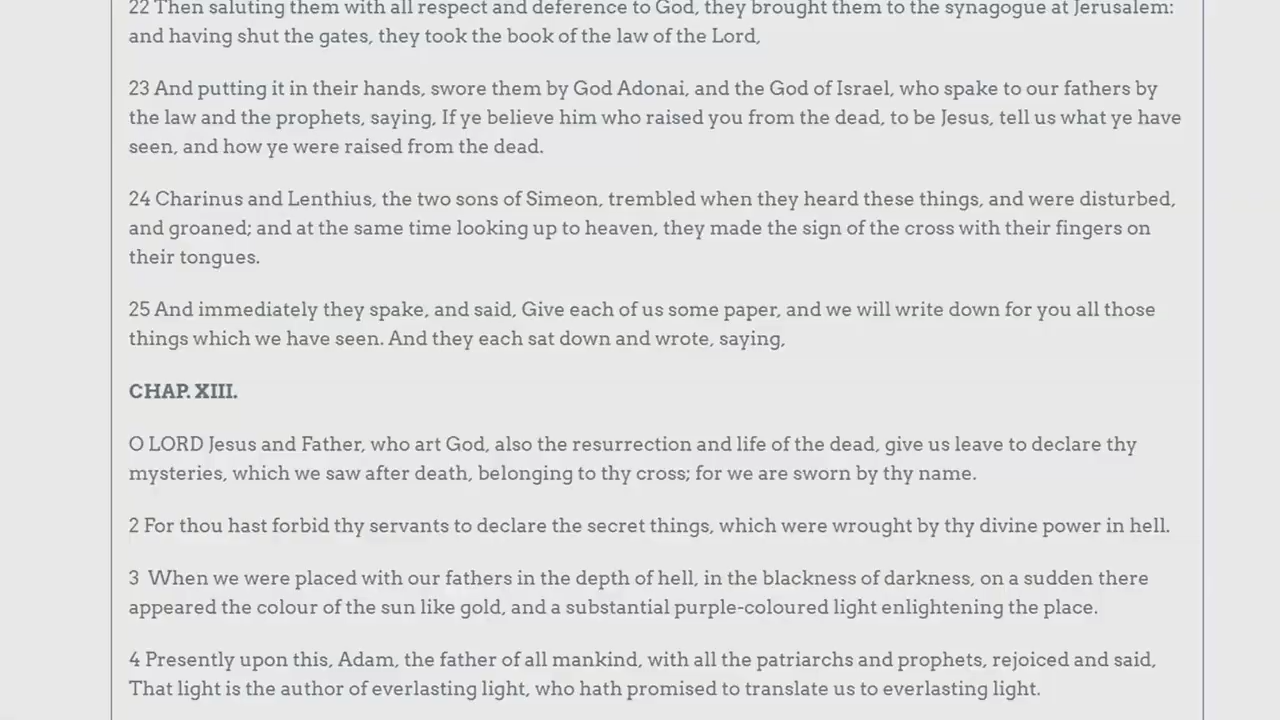 22 Then saluting them with all respect and deference to God, they brought them to the synagogue at Jerusalem:
and having shut the gates, they took the book of the law of the Lord,
23 And putting it in their hands, swore them by God Adonai, and the God of Israel, who spake to our fathers by
the law and the prophets, saying, If ye believe him who raised you from the dead, to be Jesus, tell us what ye have
seen, and how ye were raised from the dead.
24 Charinus and Lenthius, the two sons of Simeon, trembled when they heard these things, and were disturbed,
and groaned; and at the same time looking up to heaven, they made the sign of the cross with their fingers on
their tongues.
25 And immediately they spake, and said, Give each of us some paper, and we will write down for you all those
things which we have seen. And they each sat down and wrote, saying,
CHAP. XIII.
O LORD Jesus and Father, who art God, also the resurrection and life of the dead, give us leave to declare thy
mysteries, which we saw after death, belonging to thy cross; for we are sworn by thy name.
2 For thou hast forbid thy servants to declare the secret things, which were wrought by thy divine power in hell.
3 When we were placed with our fathers in the depth of hell, in the blackness of darkness, on a sudden there
appeared the colour of the sun like gold, and a substantial purple-coloured light enlightening the place.
4 Presently upon this, Adam, the father of all mankind, with all the patriarchs and prophets, rejoiced and said,
That light is the author of everlasting light, who hath promised to translate us to everlasting light.